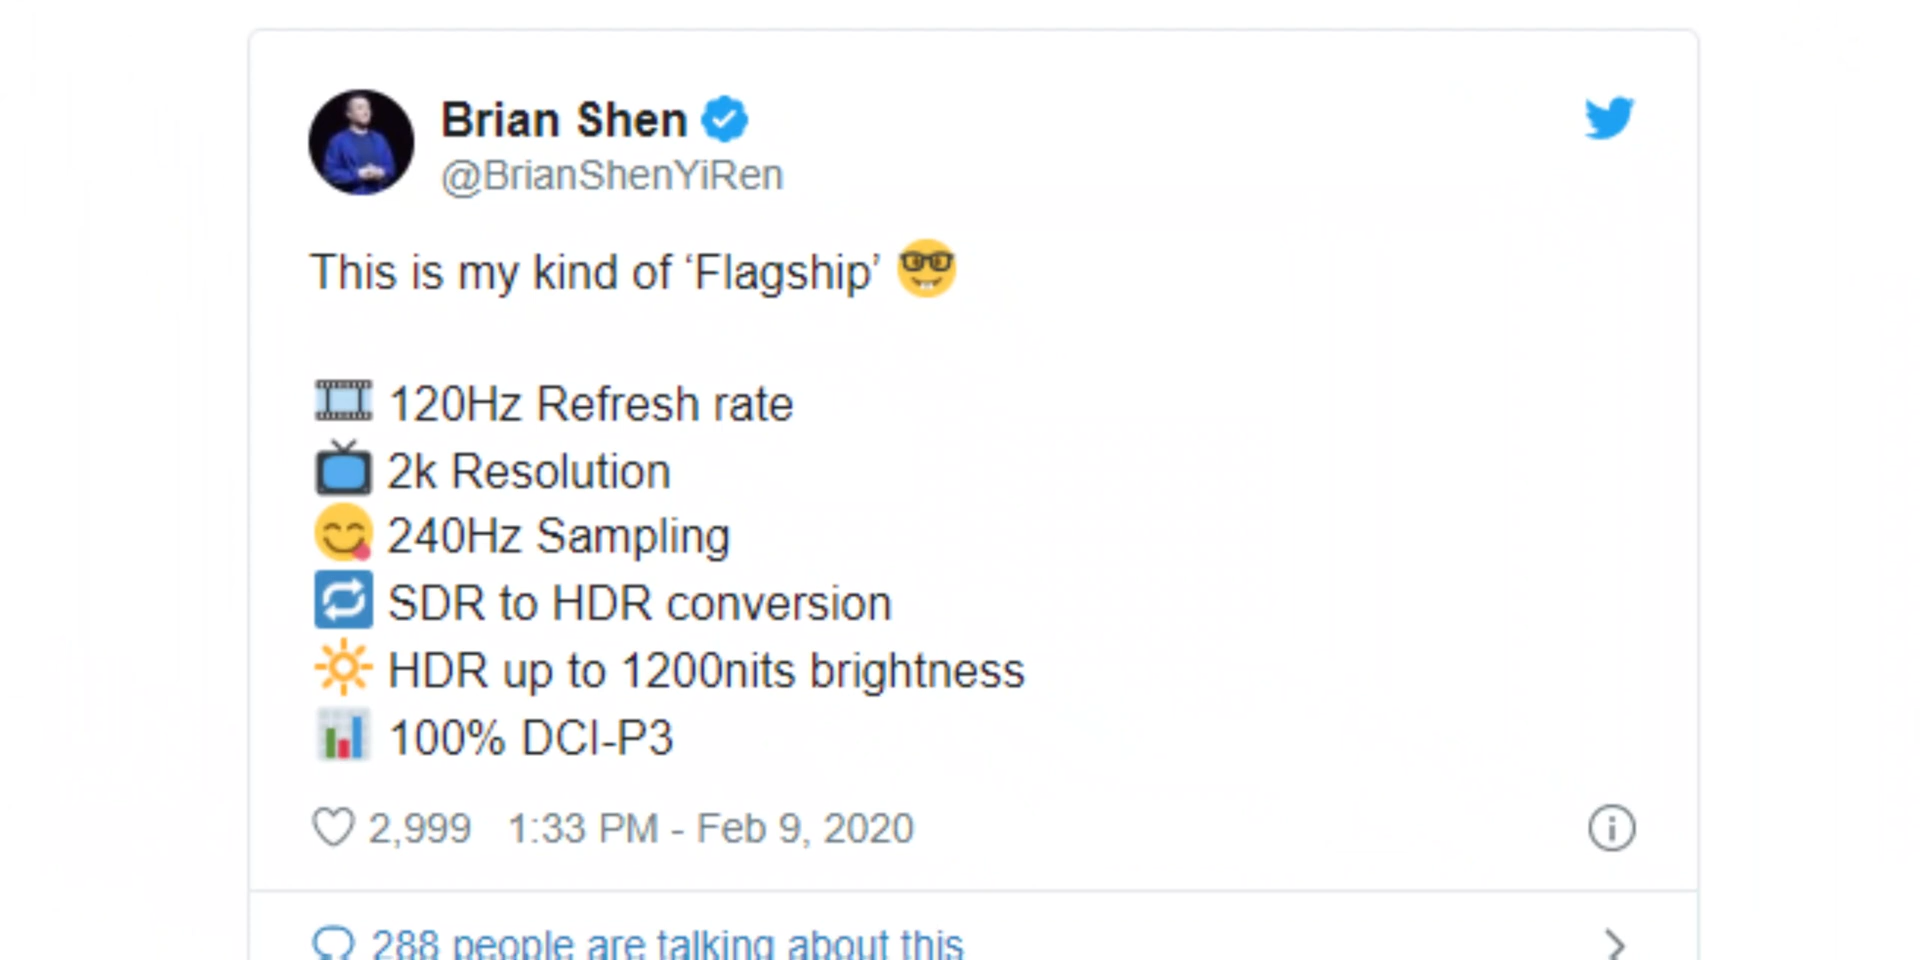 Brian Shen
@BrianShenYiRen
This is my kind of ‘Flagship’ 🤓
🎞 120Hz Refresh rate
📺 2k Resolution
😋 240Hz Sampling
🔁 SDR to HDR conversion
🔆 HDR up to 1200nits brightness
📊 100% DCI-P3
2,999 1:33 PM - Feb 9, 2020
288 people are talking about this